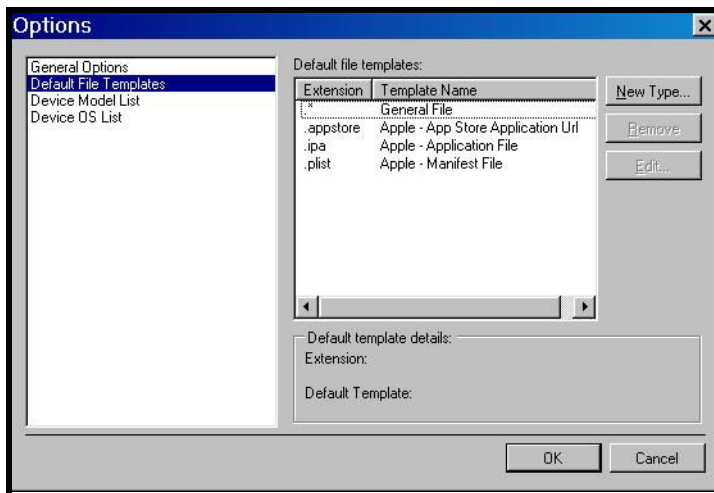 Options
General Options
Default File Templates
Device Model List
Device OS List
Default file templates:
Extension Template Name
.* General File
.appstore Apple - App Store Application Url
.ipa Apple - Application File
.plist Apple - Manifest File
New Type...
Remove
Edit...
Default template details:
Extension:
Default Template:
OK Cancel